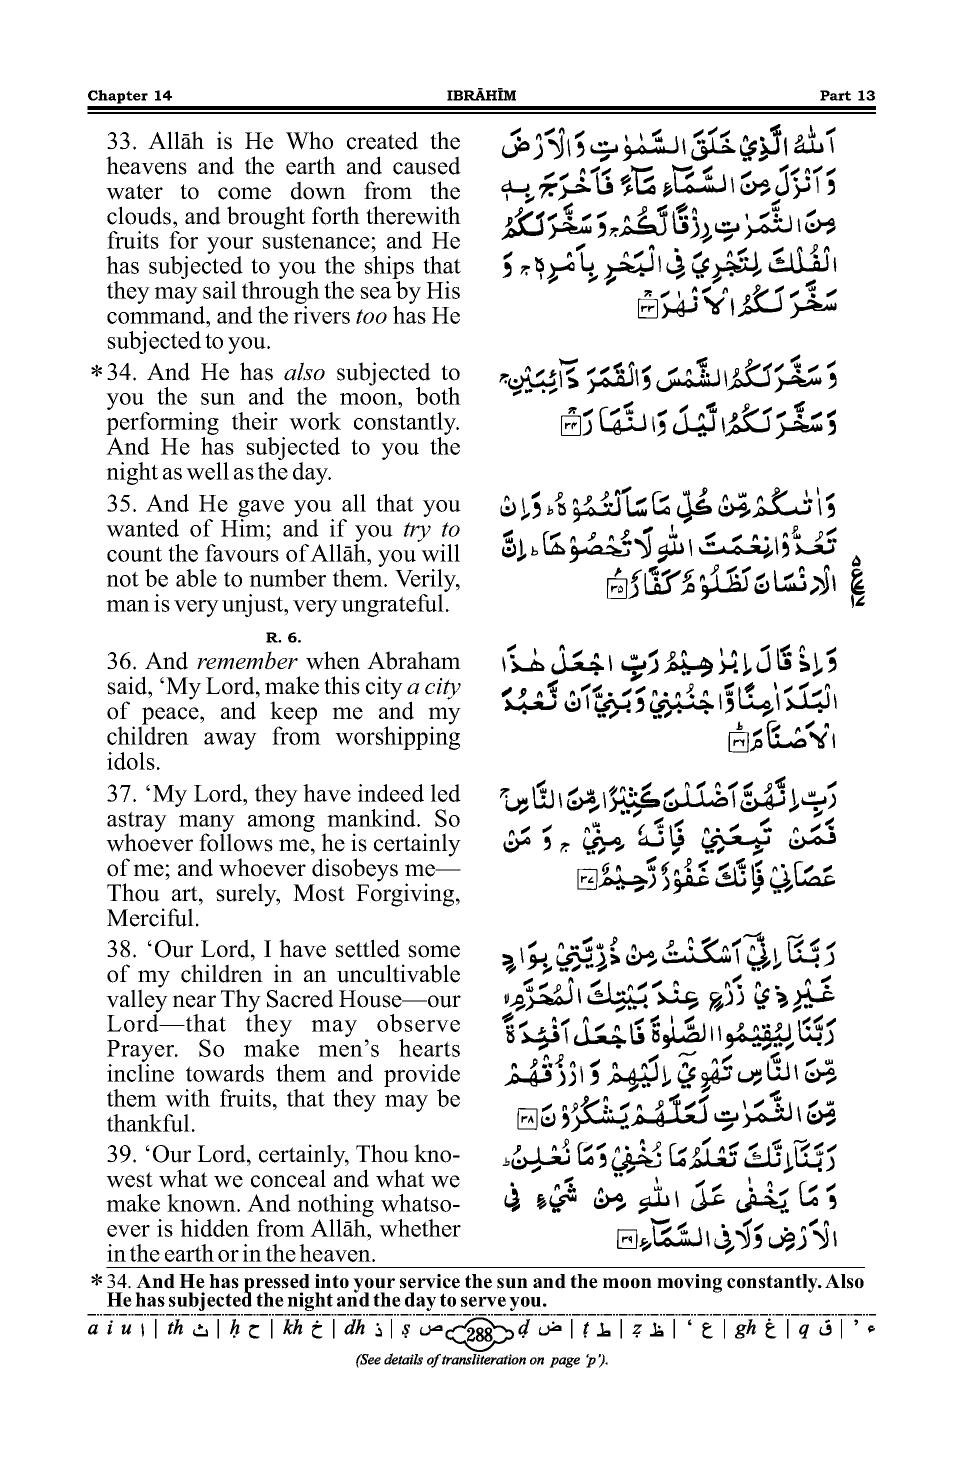 Chapter 14 IBRĀHĪM Part 13
33. Allāh is He Who created the
heavens and the earth and caused
water to come down from the
clouds, and brought forth therewith
fruits for your sustenance; and He
has subjected to you the ships that
they may sail through the sea by His
command, and the rivers too has He
subjected to you.
اَللّٰهُ الَّذِيْ خَلَقَ السَّمٰوٰتِ وَ الْاَرْضَ
وَ اَنْزَلَ مِنَ السَّمَآءِ مَآءً فَاَخْرَجَ بِهٖ
مِنَ الثَّمَرٰتِ رِزْقًا لَّكُمْ ۚ وَ سَخَّرَ لَكُمُ
الْفُلْكَ لِتَجْرِيَ فِي الْبَحْرِ بِاَمْرِهٖ ۚ وَ
سَخَّرَ لَكُمُ الْاَنْهٰرَ ۝۳۳
*34. And He has also subjected to
you the sun and the moon, both
performing their work constantly.
And He has subjected to you the
night as well as the day.
وَ سَخَّرَ لَكُمُ الشَّمْسَ وَ الْقَمَرَ دَآئِبَيْنِ ۚ
وَ سَخَّرَ لَكُمُ الَّيْلَ وَ النَّهَارَ ۝۳۴
35. And He gave you all that you
wanted of Him; and if you try to
count the favours of Allāh, you will
not be able to number them. Verily,
man is very unjust, very ungrateful.
وَ اٰتٰىكُمْ مِّنْ كُلِّ مَا سَاَلْتُمُوْهُ ؕ وَ اِنْ
تَعُدُّوْا نِعْمَتَ اللّٰهِ لَا تُحْصُوْهَا ؕ اِنَّ
الْاِنْسَانَ لَظَلُوْمٌ كَفَّارٌ ۝۳۵
R. 6.
36. And remember when Abraham
said, ‘My Lord, make this city a city
of peace, and keep me and my
children away from worshipping
idols.
وَ اِذْ قَالَ اِبْرٰهِيْمُ رَبِّ اجْعَلْ هٰذَا
الْبَلَدَ اٰمِنًا وَّ اجْنُبْنِيْ وَ بَنِيَّ اَنْ نَّعْبُدَ
الْاَصْنَامَ ۝۳۶
37. ‘My Lord, they have indeed led
astray many among mankind. So
whoever follows me, he is certainly
of me; and whoever disobeys me—
Thou art, surely, Most Forgiving,
Merciful.
رَبِّ اِنَّهُنَّ اَضْلَلْنَ كَثِيْرًا مِّنَ النَّاسِ ۚ
فَمَنْ تَبِعَنِيْ فَاِنَّهٗ مِنِّيْ ۚ وَ مَنْ
عَصَانِيْ فَاِنَّكَ غَفُوْرٌ رَّحِيْمٌ ۝۳۷
38. ‘Our Lord, I have settled some
of my children in an uncultivable
valley near Thy Sacred House—our
Lord—that they may observe
Prayer. So make men’s hearts
incline towards them and provide
them with fruits, that they may be
thankful.
رَبَّنَاۤ اِنِّيْۤ اَسْكَنْتُ مِنْ ذُرِّيَّتِيْ بِوَادٍ
غَيْرِ ذِيْ زَرْعٍ عِنْدَ بَيْتِكَ الْمُحَرَّمِ ۙ
رَبَّنَا لِيُقِيْمُوا الصَّلٰوةَ فَاجْعَلْ اَفْئِدَةً
مِّنَ النَّاسِ تَهْوِيْۤ اِلَيْهِمْ وَ ارْزُقْهُمْ
مِّنَ الثَّمَرٰتِ لَعَلَّهُمْ يَشْكُرُوْنَ ۝۳۸
39. ‘Our Lord, certainly, Thou kno-
west what we conceal and what we
make known. And nothing whatso-
ever is hidden from Allāh, whether
in the earth or in the heaven.
رَبَّنَاۤ اِنَّكَ تَعْلَمُ مَا نُخْفِيْ وَ مَا نُعْلِنُ ؕ
وَ مَا يَخْفٰى عَلَى اللّٰهِ مِنْ شَيْءٍ فِي
الْاَرْضِ وَ لَا فِي السَّمَآءِ ۝۳۹
*34. And He has pressed into your service the sun and the moon moving constantly. Also
He has subjected the night and the day to serve you.
a i u ا | th ث | ḥ ح | kh خ | dh ذ | ṣ ص 288 ḍ ض | ṭ ط | ẓ ظ | ‘ ع | gh غ | q ق | ’ ء
(See details of transliteration on page ‘p’).